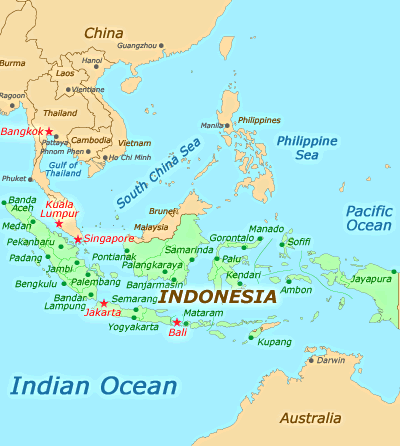 China
Guangzhou
Burma
Hanoi
Laos
Ragoon
Vientiane
Thailand
Bangkok
Pattaya
Cambodia
Vietnam
Phnom Phen
Ho Chi Minh
Gulf of
Thailand
Phuket
Manila
Philippines
Philippine
Sea
South China Sea
Pacific
Ocean
Banda
Aceh
Kuala
Lumpur
Medan
Brunei
Malaysia
Singapore
Manado
Sofifi
Gorontalo
Pekanbaru
Pontianak
Samarinda
Padang
Jambi
Palangkaraya
Palu
Bengkulu
Palembang
Banjarmasin
Kendari
Ambon
Jayapura
Bandar
Lampung
Semarang
INDONESIA
Jakarta
Mataram
Yogyakarta
Bali
Kupang
Darwin
Indian Ocean
Australia